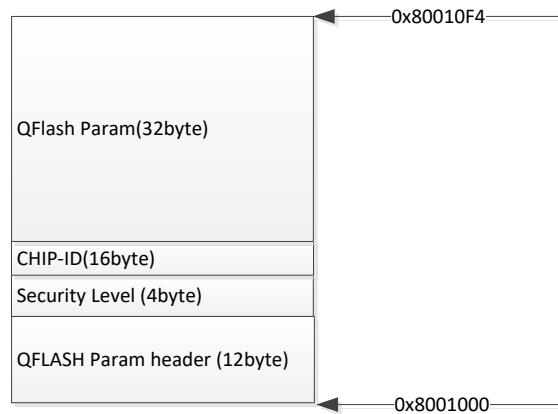 0x80010F4
QFlash Param(32byte)
CHIP-ID(16byte)
Security Level (4byte)
QFLASH Param header (12byte)
0x8001000